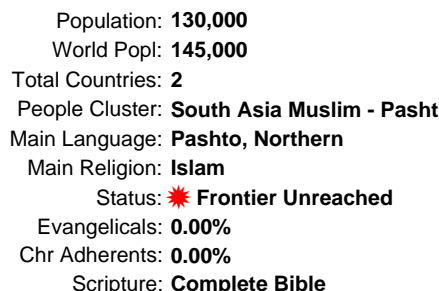 Population: 130,000
World Popl: 145,000
Total Countries: 2
People Cluster: South Asia Muslim - Pasht
Main Language: Pashto, Northern
Main Religion: Islam
Status: Frontier Unreached
Evangelicals: 0.00%
Chr Adherents: 0.00%
Scripture: Complete Bible